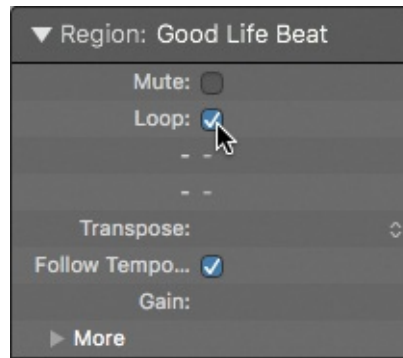 Region: Good Life Beat
Mute:
Loop:
- -
- -
Transpose:
Follow Tempo...
Gain:
More